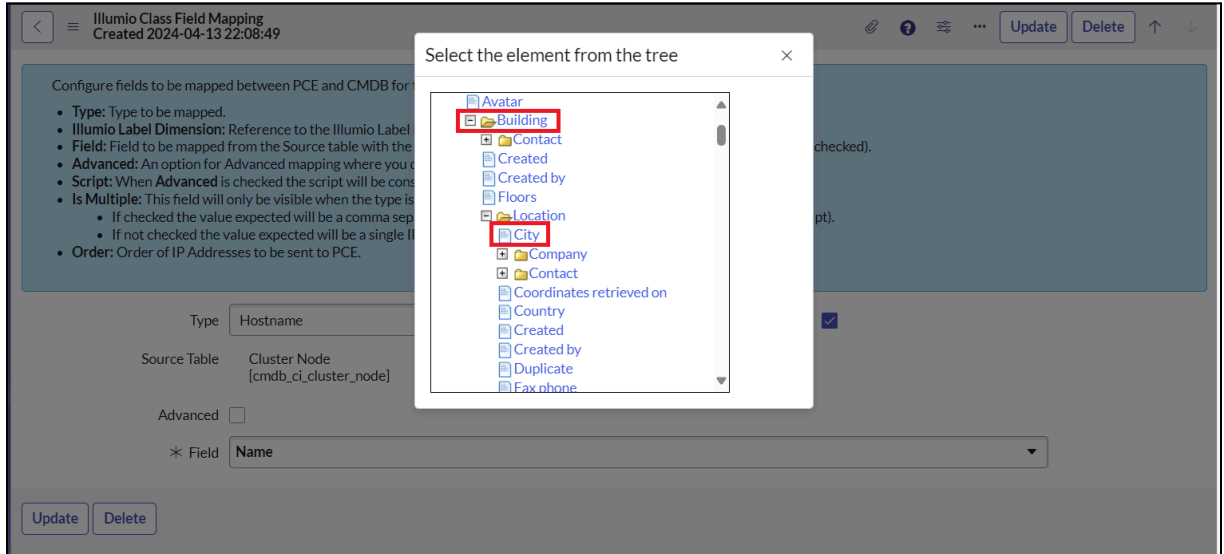 Illumio Class Field Mapping
Created 2024-04-13 22:08:49
Update
Delete
Configure fields to be mapped between PCE and CMDB for
Type: Type to be mapped.
Illumio Label Dimension: Reference to the Illumio Label
Field: Field to be mapped from the Source table with the
checked).
Advanced: An option for Advanced mapping where you
Script: When Advanced is checked the script will be cons
Is Multiple: This field will only be visible when the type is
If checked the value expected will be a comma sep
pt).
If not checked the value expected will be a single
Order: Order of IP Addresses to be sent to PCE.
Select the element from the tree
Avatar
Building
Contact
Created
Created by
Floors
Location
City
Company
Contact
Coordinates retrieved on
Country
Created
Created by
Duplicate
Fax phone
Type
Hostname
Source Table
Cluster Node
[cmdb_ci_cluster_node]
Advanced
Field
Name
Update
Delete